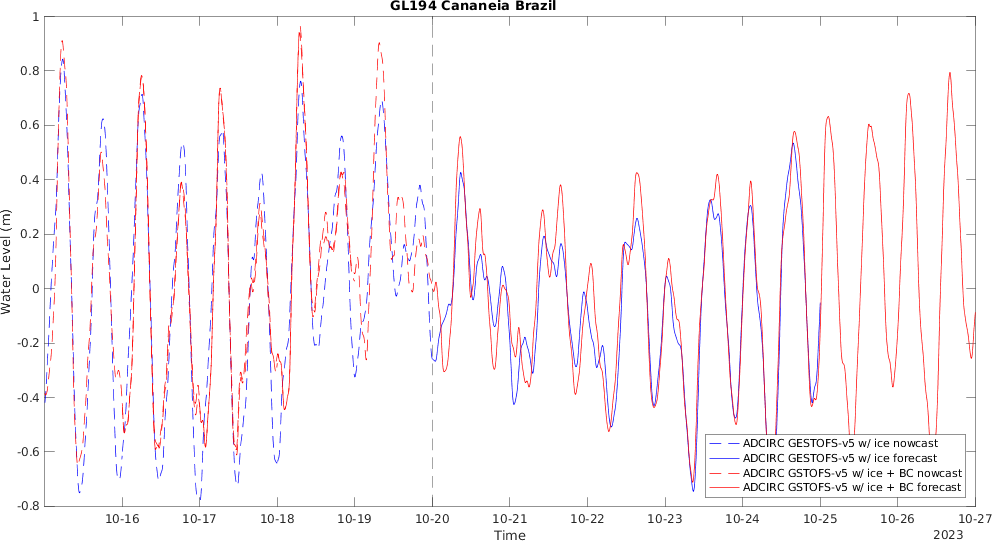 GL194 Cananeia Brazil
1
0.8
0.6
0.4
0.2
0
-0.2
-0.4
-0.6
-0.8
Water Level (m)
ADCIRC GESTOFS-v5 w/ ice nowcast
ADCIRC GESTOFS-v5 w/ ice forecast
ADCIRC GSTOFS-v5 w/ ice + BC nowcast
ADCIRC GSTOFS-v5 w/ ice + BC forecast
10-16 10-17 10-18 10-19 10-20 10-21 10-22 10-23 10-24 10-25 10-26 10-27
Time
2023